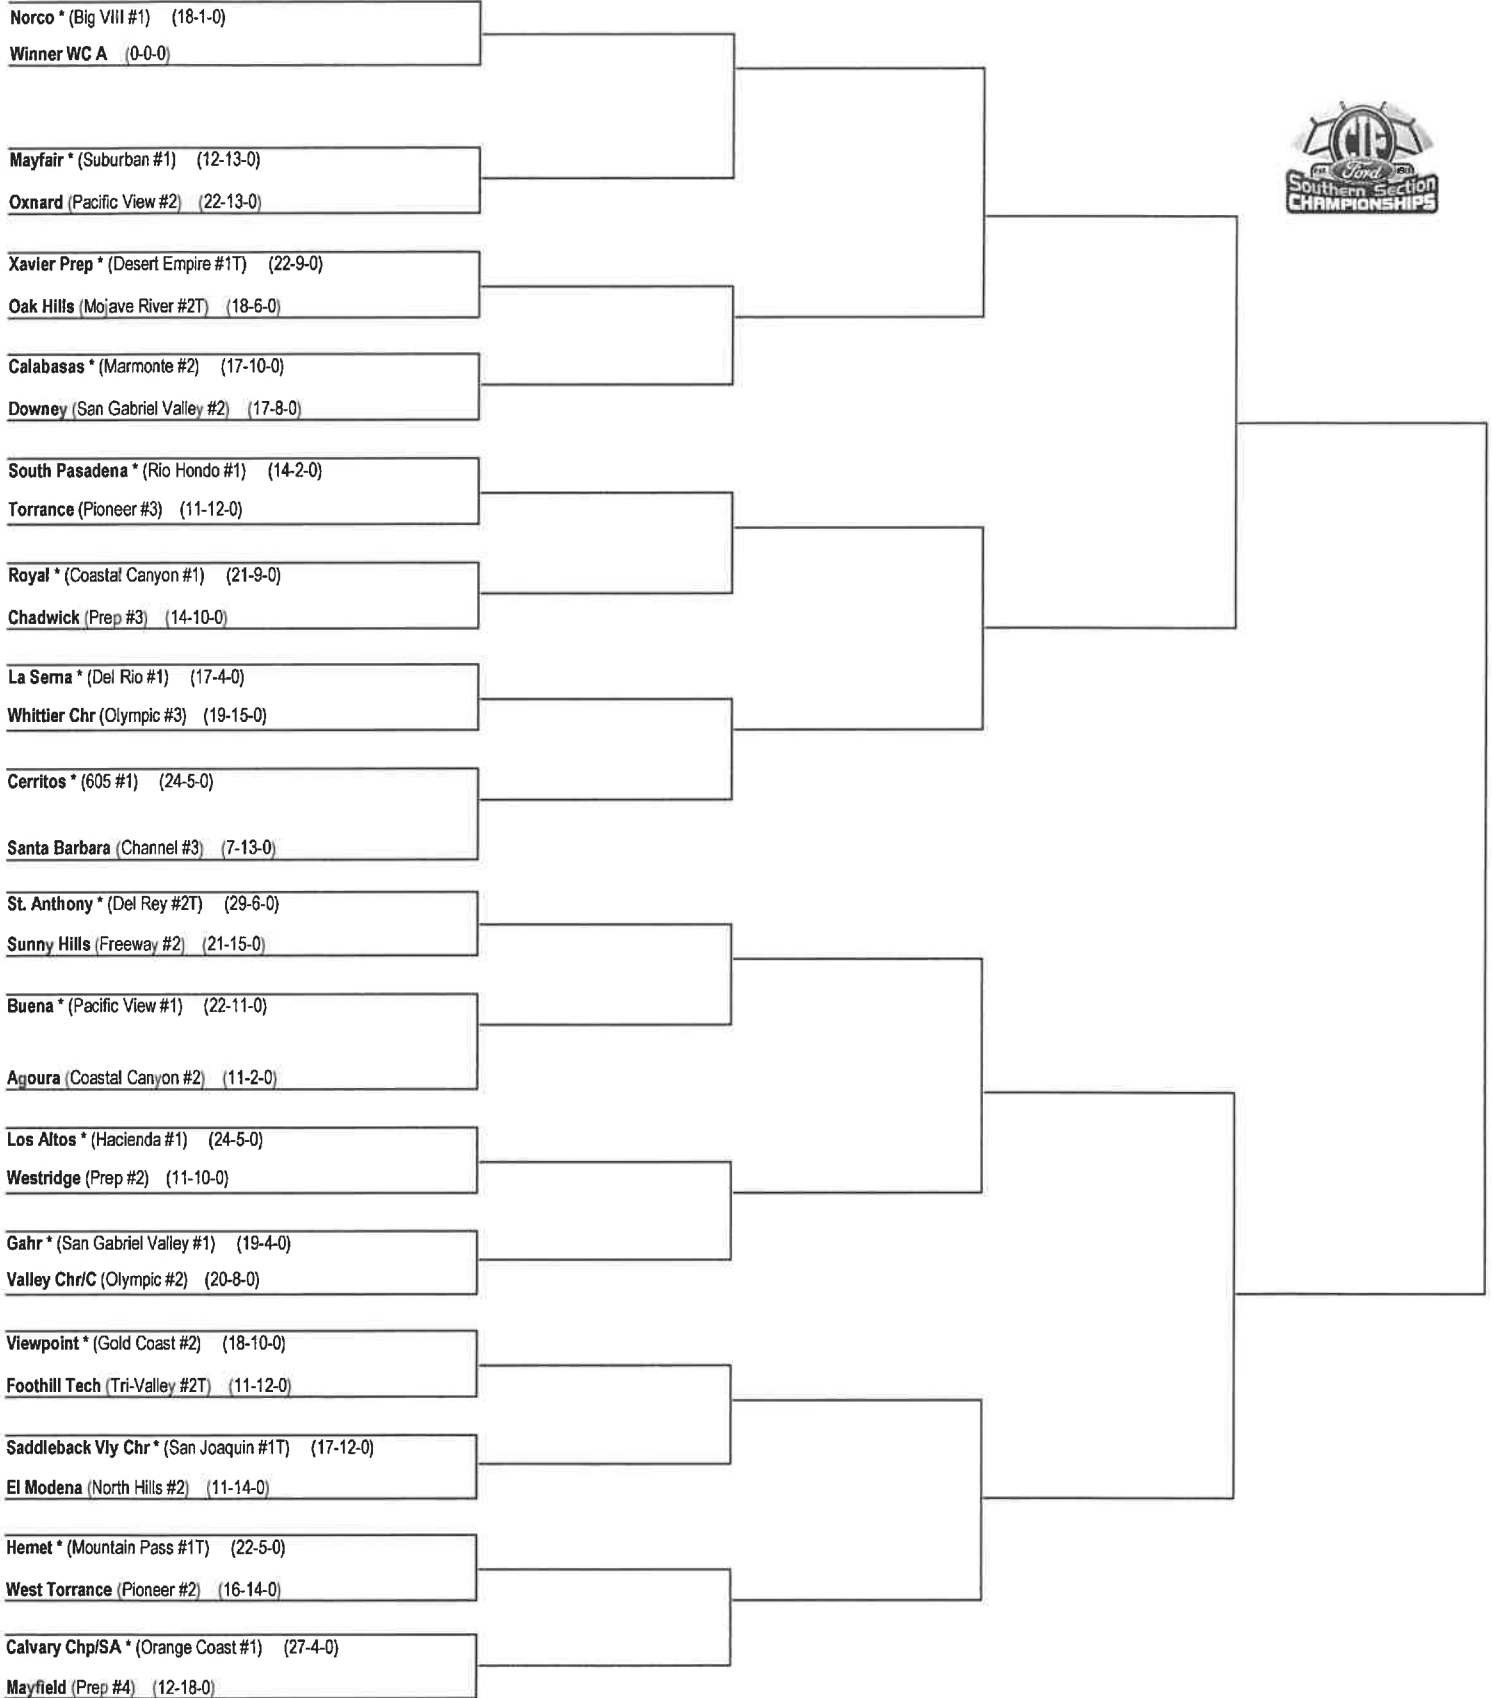 Norco * (Big VIII #1) (18-1-0)
Winner WC A (0-0-0)
CIF
Ford
Southern Section
CHAMPIONSHIPS
Mayfair * (Suburban #1) (12-13-0)
Oxnard (Pacific View #2) (22-13-0)
Xavier Prep * (Desert Empire #1T) (22-9-0)
Oak Hills (Mojave River #2T) (18-6-0)
Calabasas * (Marmonte #2) (17-10-0)
Downey (San Gabriel Valley #2) (17-8-0)
South Pasadena * (Rio Hondo #1) (14-2-0)
Torrance (Pioneer #3) (11-12-0)
Royal * (Coastal Canyon #1) (21-9-0)
Chadwick (Prep #3) (14-10-0)
La Serna * (Del Rio #1) (17-4-0)
Whittier Chr (Olympic #3) (19-15-0)
Cerritos * (605 #1) (24-5-0)
Santa Barbara (Channel #3) (7-13-0)
St. Anthony * (Del Rey #2T) (29-6-0)
Sunny Hills (Freeway #2) (21-15-0)
Buena * (Pacific View #1) (22-11-0)
Agoura (Coastal Canyon #2) (11-2-0)
Los Altos * (Hacienda #1) (24-5-0)
Westridge (Prep #2) (11-10-0)
Gahr * (San Gabriel Valley #1) (19-4-0)
Valley Chr/C (Olympic #2) (20-8-0)
Viewpoint * (Gold Coast #2) (18-10-0)
Foothill Tech (Tri-Valley #2T) (11-12-0)
Saddleback Vly Chr * (San Joaquin #1T) (17-12-0)
El Modena (North Hills #2) (11-14-0)
Hemet * (Mountain Pass #1T) (22-5-0)
West Torrance (Pioneer #2) (16-14-0)
Calvary Chp/SA * (Orange Coast #1) (27-4-0)
Mayfield (Prep #4) (12-18-0)